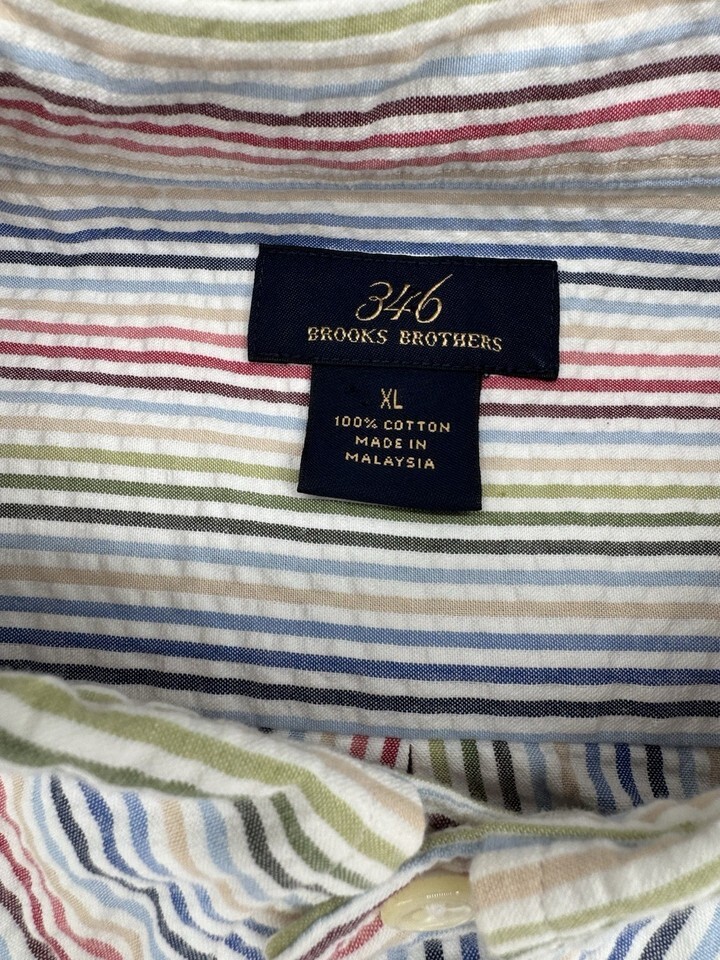 346
BROOKS BROTHERS
XL
100% COTTON
MADE IN
MALAYSIA